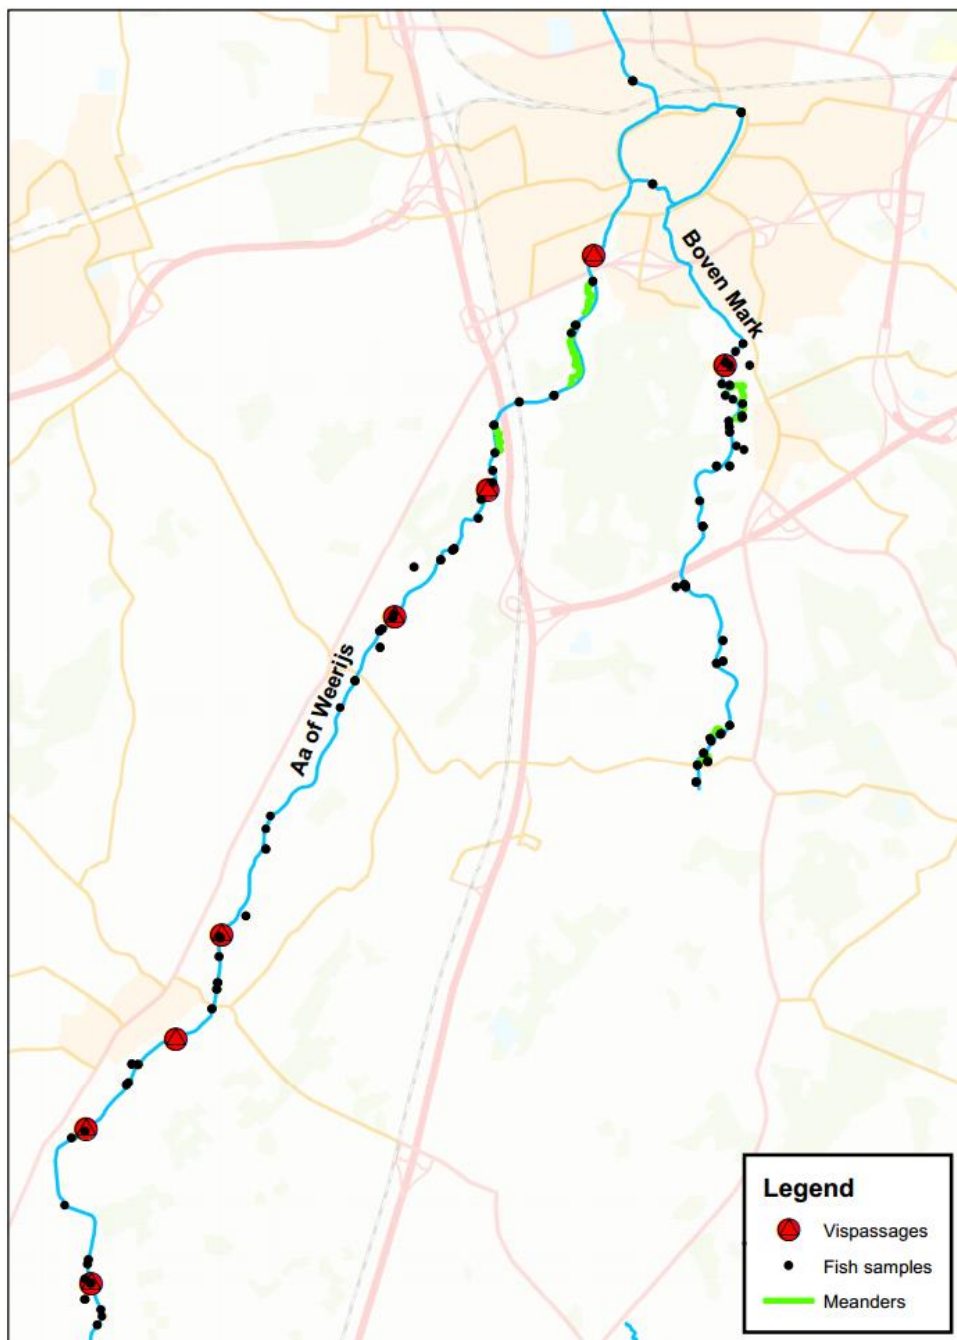 Boven Mark
Aa of Weerijs
Legend
Vispassages
Fish samples
Meanders